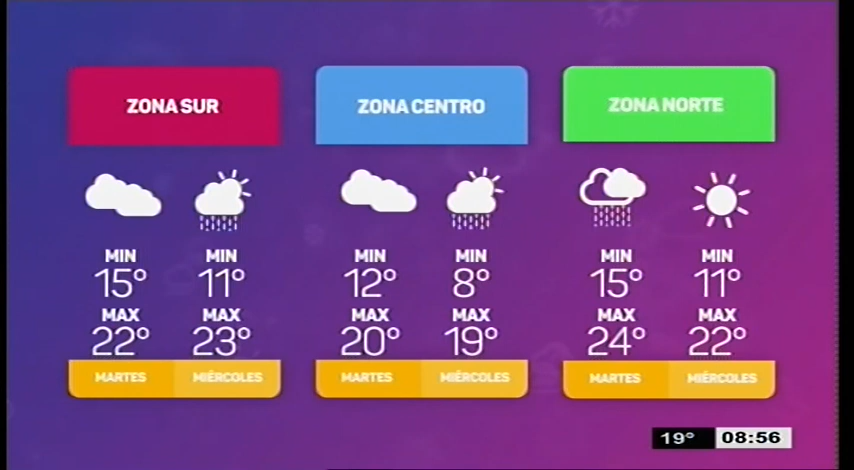 ZONA SUR
MIN MIN
15° 11°
MAX MAX
22° 23°
MARTES MIÉRCOLES
ZONA CENTRO
MIN MIN
12° 8°
MAX MAX
20° 19°
MARTES MIÉRCOLES
ZONA NORTE
MIN MIN
15° 11°
MAX MAX
24° 22°
MARTES MIÉRCOLES
19° 08:56